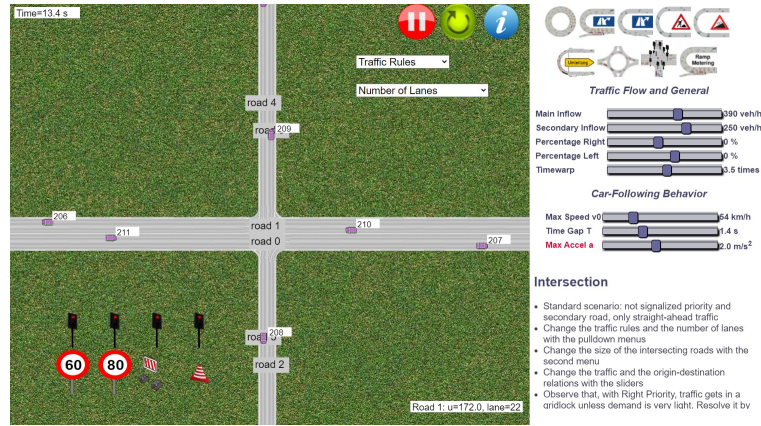 Time=13.4 s
Traffic Rules
Number of Lanes
road 4
209
206
211
210
207
road 1
road 0
208
road 2
60
80
Road 1: u=172.0, lane=22
Umleitung
Ramp
Metering
Traffic Flow and General
Main Inflow 390 veh/h
Secondary Inflow 250 veh/h
Percentage Right 0 %
Percentage Left 0 %
Timewarp 3.5 times
Car-Following Behavior
Max Speed v0 54 km/h
Time Gap T 1.4 s
Max Accel a 2.0 m/s²
Intersection
Standard scenario: not signalized priority and
secondary road, only straight-ahead traffic
Change the traffic rules and the number of lanes
with the pulldown menus
Change the size of the intersecting roads with the
second menu
Change the traffic and the origin-destination
relations with the sliders
Observe that, with Right Priority, traffic gets in a
gridlock unless demand is very light. Resolve it by